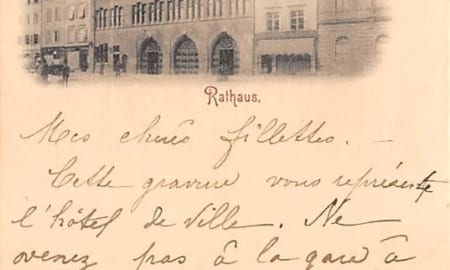 Rathaus.
Mes chères fillettes. —
Cette gravure vous représente
l'hôtel de Ville. Ne
venez pas à la gare à